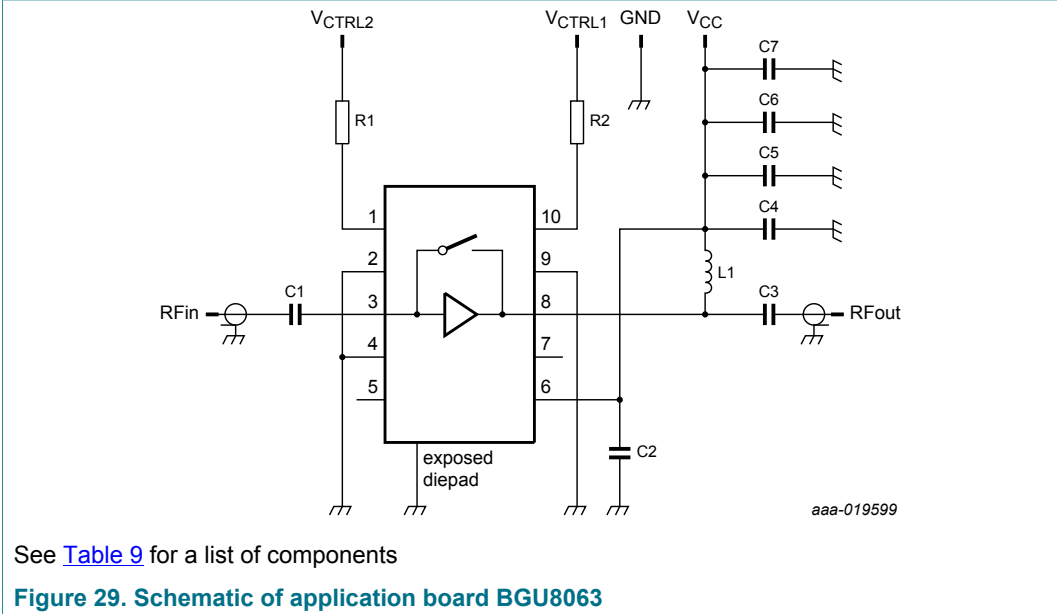 VCTRL2
VCTRL1
GND
VCC
C7
C6
C5
C4
R1
R2
1
10
2
9
L1
C1
3
8
C3
RFin
RFout
4
7
5
6
C2
exposed
diepad
aaa-019599
See Table 9 for a list of components
Figure 29. Schematic of application board BGU8063